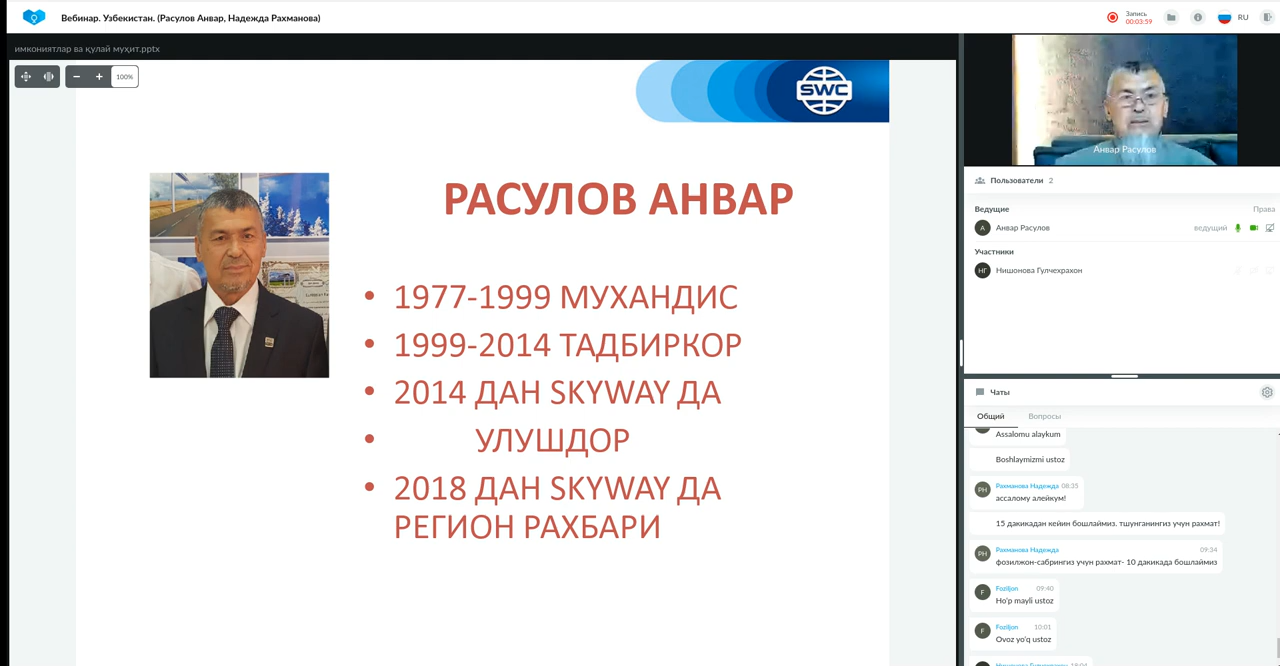 Вебинар. Узбекистан. (Расулов Анвар, Надежда Рахманова)
Запись
00:03:59
RU
имкониятлар ва қулай муҳит.pptx
100%
SWC
РАСУЛОВ АНВАР
• 1977-1999 МУХАНДИС
• 1999-2014 ТАДБИРКОР
• 2014 ДАН SKYWAY ДА
• УЛУШДОР
• 2018 ДАН SKYWAY ДА
РЕГИОН РАХБАРИ
Анвар Расулов
Пользователи 2
Ведущие Права
А Анвар Расулов ведущий
Участники
НГ Нишонова Гулчехрахон
Чаты
Общий Вопросы
Assalomu alaykum
Boshlaymizmi ustoz
РН Рахманова Надежда 08:35
ассалому алейкум!
15 дакикадан кейин бошлаймиз. тшунганингиз учун рахмат!
РН Рахманова Надежда 09:34
фозилжон-сабрингиз учун рахмат- 10 дакикада бошлаймиз
F Foziljon 09:40
Ho'p mayli ustoz
F Foziljon 10:01
Ovoz yo'q ustoz